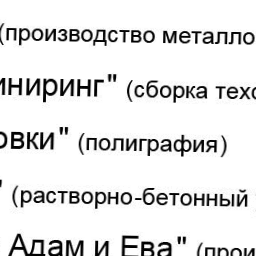 (производство металло
иниринг" (сборка техо
овки" (полиграфия)
" (растворно-бетонный
Адам и Ева" (прои